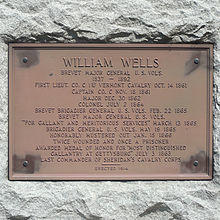 WILLIAM WELLS
BREVET MAJOR GENERAL U.S. VOLS.
1837 – 1892
FIRST LIEUT. CO. C 1ST VERMONT CAVALRY OCT. 14 1861
CAPTAIN CO. C NOV. 18 1861
MAJOR DEC. 30 1862
COLONEL JULY 2 1864
BREVET BRIGADIER GENERAL U.S. VOLS. FEB. 22 1865
BREVET MAJOR GENERAL U.S. VOLS.
"FOR GALLANT AND MERITORIOUS SERVICES" MARCH 13 1865
BRIGADIER GENERAL U.S. VOLS. MAY 19 1865
HONORABLY MUSTERED OUT JAN. 15 1866
TWICE WOUNDED AND ONCE A PRISONER
AWARDED MEDAL OF HONOR FOR MOST DISTINGUISHED
GALLANTRY AT GETTYSBURG JULY 3 1863
LAST COMMANDER OF SHERIDAN'S CAVALRY CORPS
ERECTED 1914